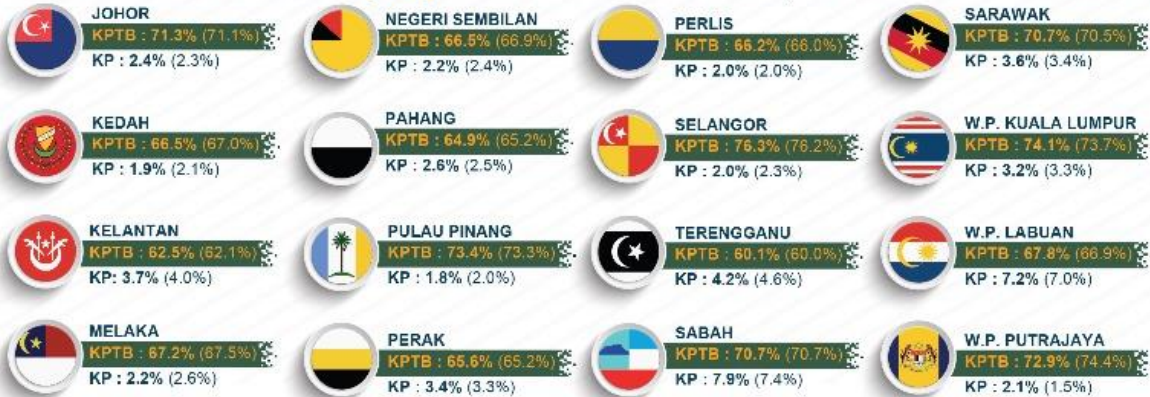 JOHOR
KPTB : 71.3% (71.1%)
KP : 2.4% (2.3%)
NEGERI SEMBILAN
KPTB : 66.5% (66.9%)
KP : 2.2% (2.4%)
PERLIS
KPTB : 66.2% (66.0%)
KP : 2.0% (2.0%)
SARAWAK
KPTB : 70.7% (70.5%)
KP : 3.6% (3.4%)
KEDAH
KPTB : 66.5% (67.0%)
KP : 1.9% (2.1%)
PAHANG
KPTB : 64.9% (65.2%)
KP : 2.6% (2.5%)
SELANGOR
KPTB : 76.3% (76.2%)
KP : 2.0% (2.3%)
W.P. KUALA LUMPUR
KPTB : 74.1% (73.7%)
KP : 3.2% (3.3%)
KELANTAN
KPTB : 62.5% (62.1%)
KP: 3.7% (4.0%)
PULAU PINANG
KPTB : 73.4% (73.3%)
KP : 1.8% (2.0%)
TERENGGANU
KPTB : 60.1% (60.0%)
KP : 4.2% (4.6%)
W.P. LABUAN
KPTB : 67.8% (66.9%)
KP : 7.2% (7.0%)
MELAKA
KPTB : 67.2% (67.5%)
KP : 2.2% (2.6%)
PERAK
KPTB : 65.6% (65.2%)
KP : 3.4% (3.3%)
SABAH
KPTB : 70.7% (70.7%)
KP : 7.9% (7.4%)
W.P. PUTRAJAYA
KPTB : 72.9% (74.4%)
KP : 2.1% (1.5%)